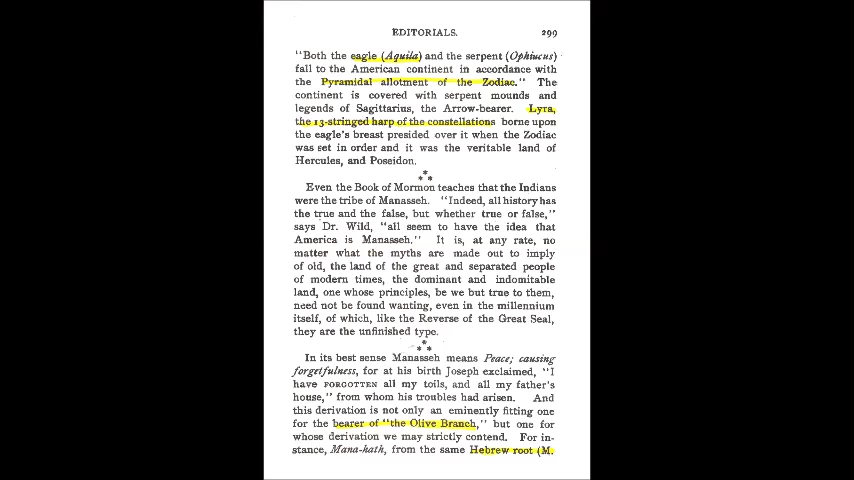 EDITORIALS. 299
"Both the eagle (Aquila) and the serpent (Ophiucus)
fall to the American continent in accordance with
the Pyramidal allotment of the Zodiac." The
continent is covered with serpent mounds and
legends of Sagittarius, the Arrow-bearer. Lyra,
the 13-stringed harp of the constellations borne upon
the eagle's breast presided over it when the Zodiac
was set in order and it was the veritable land of
Hercules, and Poseidon.
* * *
Even the Book of Mormon teaches that the Indians
were the tribe of Manasseh. "Indeed, all history has
the true and the false, but whether true or false,"
says Dr. Wild, "all seem to have the idea that
America is Manasseh." It is, at any rate, no
matter what the myths are made out to imply
of old, the land of the great and separated people
of modern times, the dominant and indomitable
land, one whose principles, be we but true to them,
need not be found wanting, even in the millennium
itself, of which, like the Reverse of the Great Seal,
they are the unfinished type.
* * *
In its best sense Manasseh means Peace; causing
forgetfulness, for at his birth Joseph exclaimed, "I
have FORGOTTEN all my toils, and all my father's
house," from whom his troubles had arisen. And
this derivation is not only an eminently fitting one
for the bearer of "the Olive Branch," but one for
whose derivation we may strictly contend. For in-
stance, Mana-hath, from the same Hebrew root (M.